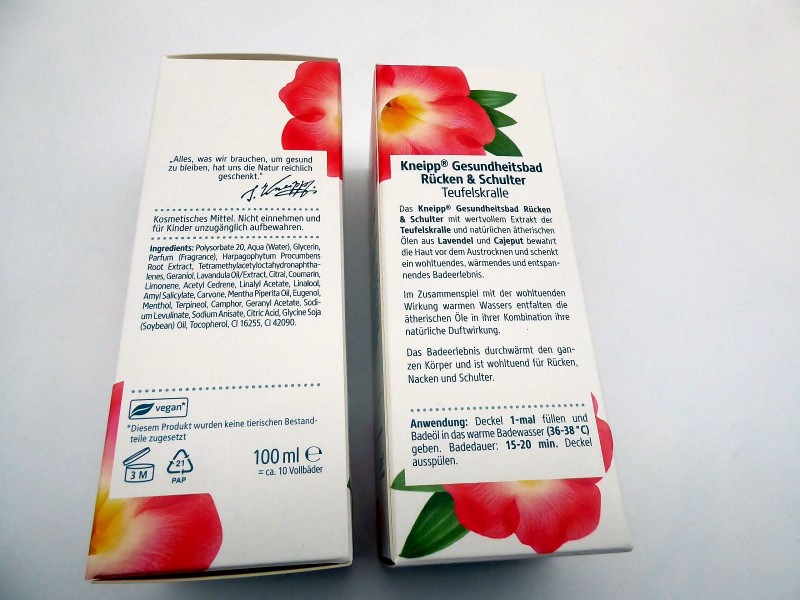 „Alles, was wir brauchen, um gesund
zu bleiben, hat uns die Natur reichlich
geschenkt."
S. Kneipp.
Kosmetisches Mittel. Nicht einnehmen und
für Kinder unzugänglich aufbewahren.
Ingredients: Polysorbate 20, Aqua (Water), Glycerin,
Parfum (Fragrance), Harpagophytum Procumbens
Root Extract, Tetramethylacetyloctahydronaphtha-
lenes, Geraniol, Lavandula Oil/Extract, Citral, Coumarin,
Limonene, Acetyl Cedrene, Linalyl Acetate, Linalool,
Amyl Salicylate, Carvone, Mentha Piperita Oil, Eugenol,
Menthol, Terpineol, Camphor, Geranyl Acetate, Sodi-
um Levulinate, Sodium Anisate, Citric Acid, Glycine Soja
(Soybean) Oil, Tocopherol, CI 16255, CI 42090.
vegan*
*Diesem Produkt wurden keine tierischen Bestand-
teile zugesetzt
3 M
21
PAP
100 ml ℮
= ca. 10 Vollbäder
Kneipp® Gesundheitsbad
Rücken & Schulter
Teufelskralle
Das Kneipp® Gesundheitsbad Rücken
& Schulter mit wertvollem Extrakt der
Teufelskralle und natürlichen ätherischen
Ölen aus Lavendel und Cajeput bewahrt
die Haut vor dem Austrocknen und schenkt
ein wohltuendes, wärmendes und entspan-
nendes Badeerlebnis.
Im Zusammenspiel mit der wohltuenden
Wirkung warmen Wassers entfalten die
ätherischen Öle in ihrer Kombination ihre
natürliche Duftwirkung.
Das Badeerlebnis durchwärmt den gan-
zen Körper und ist wohltuend für Rücken,
Nacken und Schulter.
Anwendung: Deckel 1-mal füllen und
Badeöl in das warme Badewasser (36-38 °C)
geben. Badedauer: 15-20 min. Deckel
ausspülen.